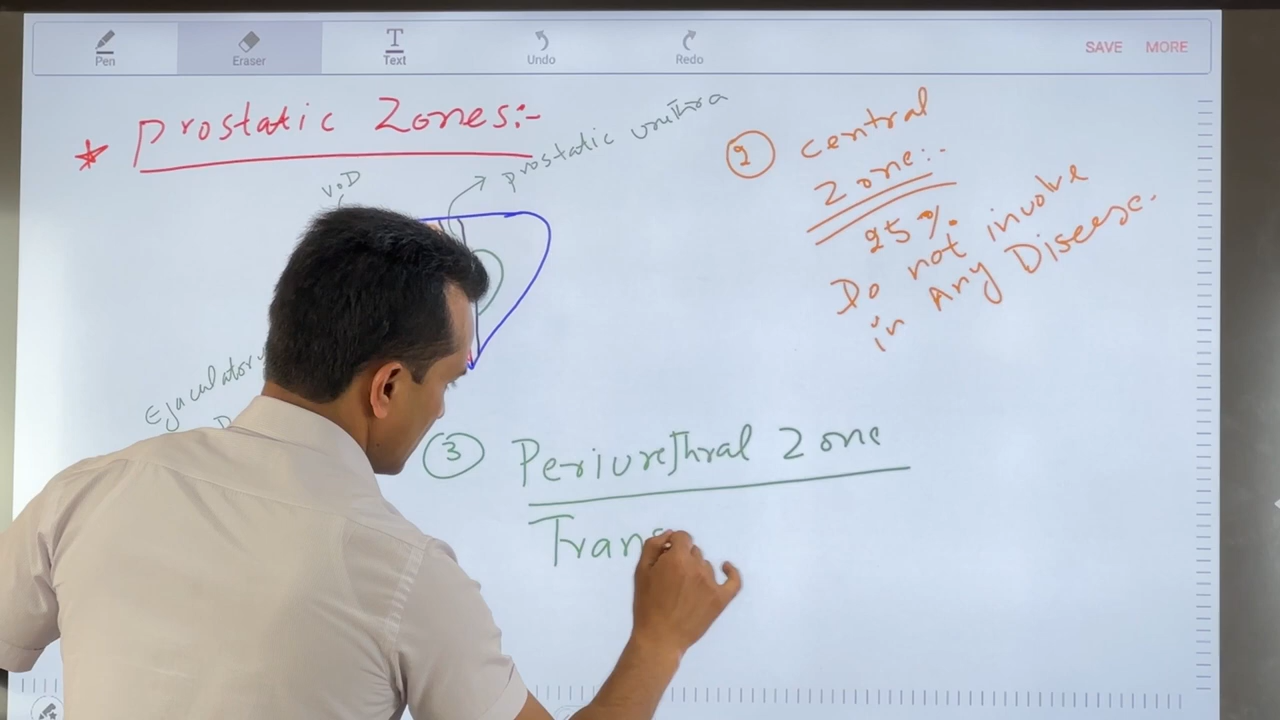 Pen
Eraser
Text
Undo
Redo
SAVE
MORE
Prostatic Zones:-
prostatic urethra
V.D
Ejaculatory
D
2 Central
Zone:-
25%.
Do not involve
in Any Disease.
3 Periurethral Zone
Trans